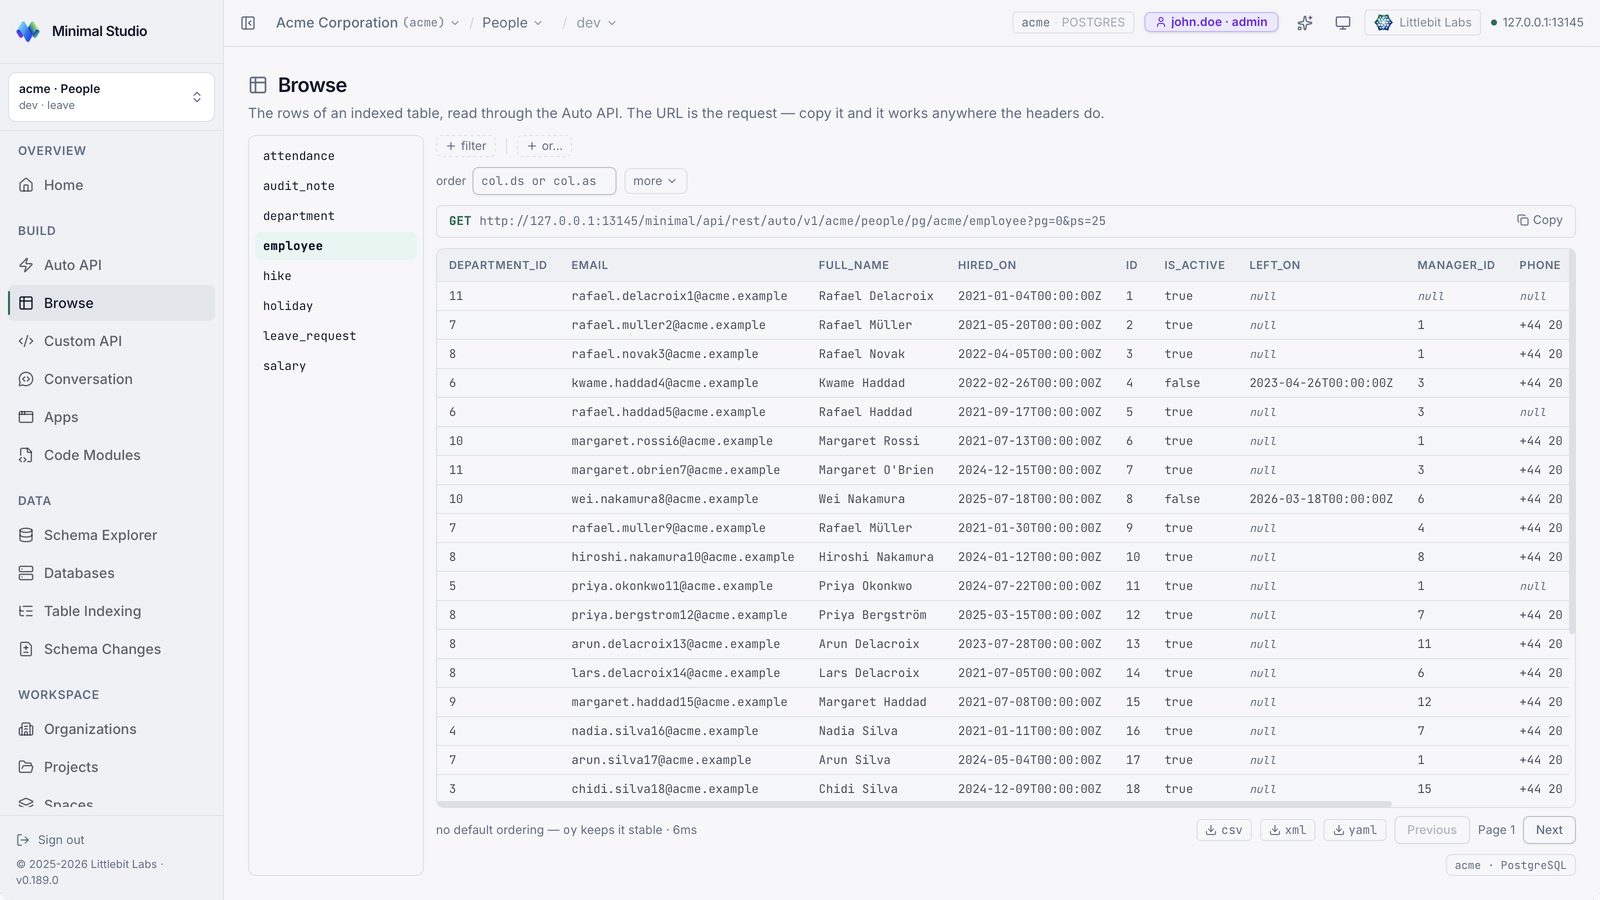 Minimal Studio
Acme Corporation (acme) / People / dev
acme · POSTGRES
john.doe · admin
Littlebit Labs
127.0.0.1:13145
acme · People
dev · leave
OVERVIEW
Home
BUILD
Auto API
Browse
Custom API
Conversation
Apps
Code Modules
DATA
Schema Explorer
Databases
Table Indexing
Schema Changes
WORKSPACE
Organizations
Projects
Spaces
Sign out
© 2025-2026 Littlebit Labs ·
v0.189.0
Browse
The rows of an indexed table, read through the Auto API. The URL is the request — copy it and it works anywhere the headers do.
attendance
audit_note
department
employee
hike
holiday
leave_request
salary
+ filter
+ or...
order col.ds or col.as more
GET http://127.0.0.1:13145/minimal/api/rest/auto/v1/acme/people/pg/acme/employee?pg=0&ps=25 Copy
DEPARTMENT_ID EMAIL FULL_NAME HIRED_ON ID IS_ACTIVE LEFT_ON MANAGER_ID PHONE
11 rafael.delacroix1@acme.example Rafael Delacroix 2021-01-04T00:00:00Z 1 true null null null
7 rafael.muller2@acme.example Rafael Müller 2021-05-20T00:00:00Z 2 true null 1 +44 20
8 rafael.novak3@acme.example Rafael Novak 2022-04-05T00:00:00Z 3 true null 1 +44 20
6 kwame.haddad4@acme.example Kwame Haddad 2022-02-26T00:00:00Z 4 false 2023-04-26T00:00:00Z 3 +44 20
6 rafael.haddad5@acme.example Rafael Haddad 2021-09-17T00:00:00Z 5 true null 3 null
10 margaret.rossi6@acme.example Margaret Rossi 2021-07-13T00:00:00Z 6 true null 1 +44 20
11 margaret.obrien7@acme.example Margaret O'Brien 2024-12-15T00:00:00Z 7 true null 3 +44 20
10 wei.nakamura8@acme.example Wei Nakamura 2025-07-18T00:00:00Z 8 false 2026-03-18T00:00:00Z 6 +44 20
7 rafael.muller9@acme.example Rafael Müller 2021-01-30T00:00:00Z 9 true null 4 +44 20
8 hiroshi.nakamura10@acme.example Hiroshi Nakamura 2024-01-12T00:00:00Z 10 true null 8 +44 20
5 priya.okonkwo11@acme.example Priya Okonkwo 2024-07-22T00:00:00Z 11 true null 1 null
8 priya.bergstrom12@acme.example Priya Bergström 2025-03-15T00:00:00Z 12 true null 7 +44 20
8 arun.delacroix13@acme.example Arun Delacroix 2023-07-28T00:00:00Z 13 true null 11 +44 20
8 lars.delacroix14@acme.example Lars Delacroix 2021-07-05T00:00:00Z 14 true null 6 +44 20
9 margaret.haddad15@acme.example Margaret Haddad 2021-07-08T00:00:00Z 15 true null 12 +44 20
4 nadia.silva16@acme.example Nadia Silva 2021-01-11T00:00:00Z 16 true null 7 +44 20
7 arun.silva17@acme.example Arun Silva 2024-05-04T00:00:00Z 17 true null 1 +44 20
3 chidi.silva18@acme.example Chidi Silva 2024-12-09T00:00:00Z 18 true null 15 +44 20
no default ordering — oy keeps it stable · 6ms
csv xml yaml Previous Page 1 Next
acme · PostgreSQL